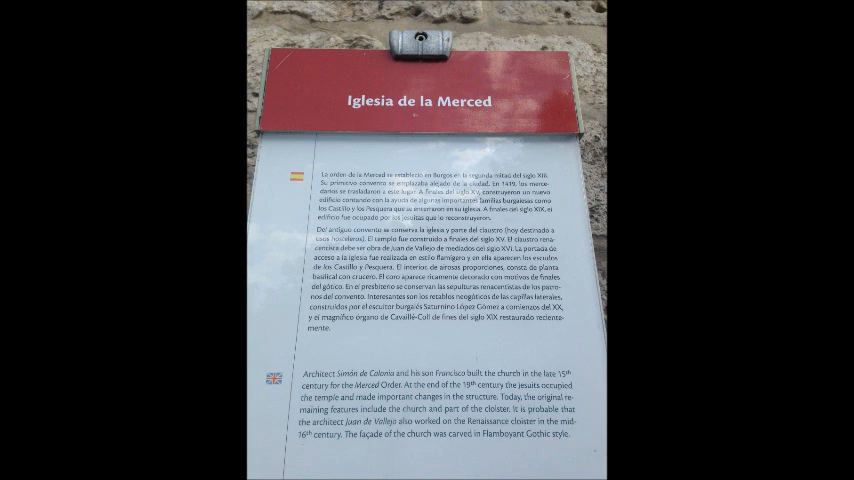 Iglesia de la Merced
La orden de la Merced se estableció en Burgos en la segunda mitad del siglo XIII.
Su primitivo convento se emplazaba alejado de la ciudad. En 1419, los merce-
darios se trasladaron a este lugar. A finales del siglo XV, construyeron un nuevo
edificio contando con la ayuda de algunas importantes familias burgalesas como
los Castillo y los Pesquera que se enterraron en su iglesia. A finales del siglo XIX, el
edificio fue ocupado por los jesuitas que lo reconstruyeron.
Del antiguo convento se conserva la iglesia y parte del claustro (hoy destinado a
usos hosteleros). El templo fue construido a finales del siglo XV. El claustro rena-
centista debe ser obra de Juan de Vallejo de mediados del siglo XVI. La portada de
acceso a la iglesia fue realizada en estilo flamígero y en ella aparecen los escudos
de los Castillo y Pesquera. El interior, de airosas proporciones, consta de planta
basilical con crucero. El coro aparece ricamente decorado con motivos de finales
del gótico. En el presbiterio se conservan las sepulturas renacentistas de los patro-
nos del convento. Interesantes son los retablos neogóticos de las capillas laterales,
construidos por el escultor burgalés Saturnino López Gómez a comienzos del XX,
y el magnífico órgano de Cavaillé-Coll de fines del siglo XIX restaurado reciente-
mente.
Architect Simón de Colonia and his son Francisco built the church in the late 15th
century for the Merced Order. At the end of the 19th century the Jesuits occupied
the temple and made important changes in the structure. Today, the original re-
maining features include the church and part of the cloister. It is probable that
the architect Juan de Vallejo also worked on the Renaissance cloister in the mid-
16th century. The façade of the church was carved in Flamboyant Gothic style.